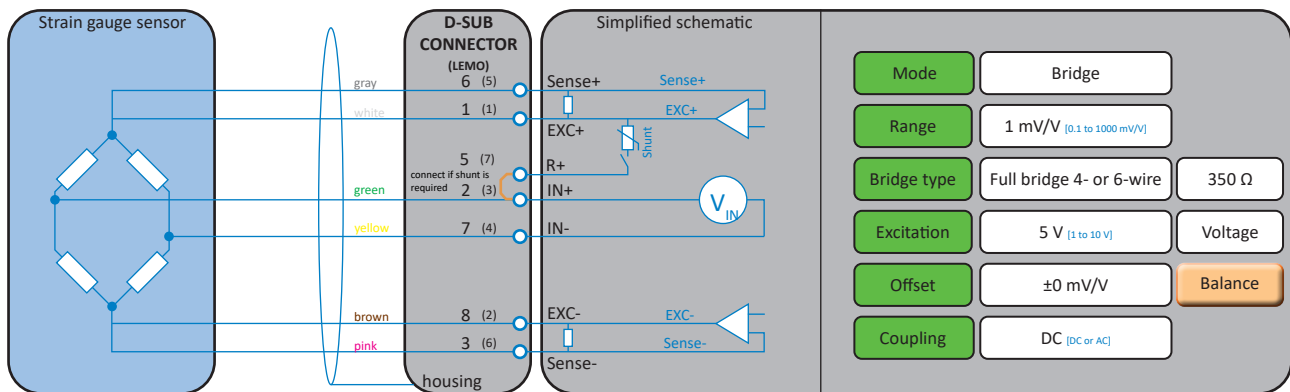 Strain gauge sensor
D-SUB
CONNECTOR
(LEMO)
Simplified schematic
gray
6 (5)
Sense+
Sense+
white
1 (1)
EXC+
EXC+
Shunt
5 (7)
R+
connect if shunt is
required
green
2 (3)
IN+
V IN
yellow
7 (4)
IN-
brown
8 (2)
EXC-
EXC-
pink
3 (6)
Sense-
Sense-
housing
Mode
Bridge
Range
1 mV/V [0.1 to 1000 mV/V]
Bridge type
Full bridge 4- or 6-wire
350 Ω
Excitation
5 V [1 to 10 V]
Voltage
Offset
±0 mV/V
Balance
Coupling
DC [DC or AC]